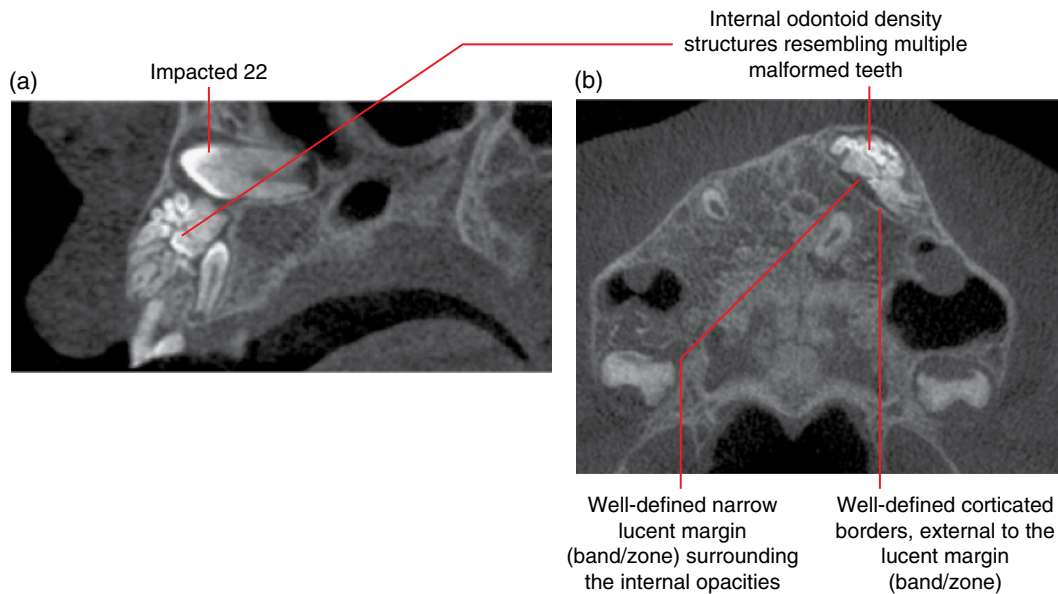 Internal odontoid density
structures resembling multiple
malformed teeth
(a)
Impacted 22
(b)
Well-defined narrow
lucent margin
(band/zone) surrounding
the internal opacities
Well-defined corticated
borders, external to the
lucent margin
(band/zone)